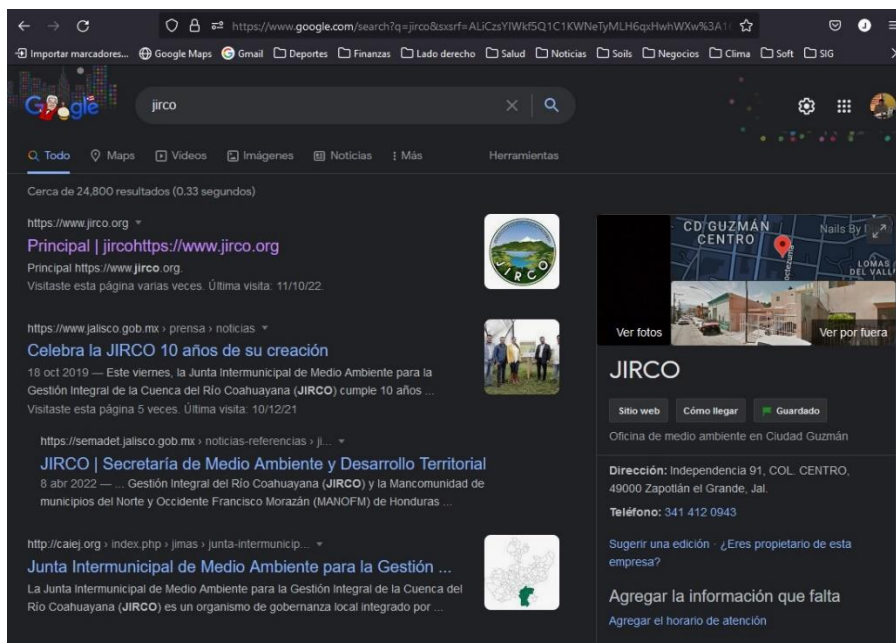 https://www.google.com/search?q=jirco&sxsrf=ALiCzsYIWkf5Q1C1KWNeTyMLH6qxHwhWXw%3A1
Importar marcadores... Google Maps Gmail Deportes Finanzas Lado derecho Salud Noticias Soils Negocios Clima Soft SIG
Google
jirco
Todo Maps Videos Imágenes Noticias Más Herramientas
Cerca de 24,800 resultados (0.33 segundos)
https://www.jirco.org
Principal | jircohttps://www.jirco.org
Principal https://www.jirco.org.
Visitaste esta página varias veces. Última visita: 11/10/22.
JIRCO
https://www.jalisco.gob.mx › prensa › noticias
Celebra la JIRCO 10 años de su creación
18 oct 2019 — Este viernes, la Junta Intermunicipal de Medio Ambiente para la
Gestión Integral de la Cuenca del Río Coahuayana (JIRCO) cumple 10 años ...
Visitaste esta página 5 veces. Última visita: 10/12/21
https://semadet.jalisco.gob.mx › noticias-referencias › ji...
JIRCO | Secretaría de Medio Ambiente y Desarrollo Territorial
8 abr 2022 — ... Gestión Integral del Río Coahuayana (JIRCO) y la Mancomunidad de
municipios del Norte y Occidente Francisco Morazán (MANOFM) de Honduras ...
http://caiej.org › index.php › jimas › junta-intermunicip...
Junta Intermunicipal de Medio Ambiente para la Gestión ...
La Junta Intermunicipal de Medio Ambiente para la Gestión Integral de la Cuenca del
Río Coahuayana (JIRCO) es un organismo de gobernanza local integrado por ...
CD GUZMÁN
CENTRO
Nails By
LOMAS
DEL VALL
Ver fotos
Ver por fuera
JIRCO
Sitio web Cómo llegar Guardado
Oficina de medio ambiente en Ciudad Guzmán
Dirección: Independencia 91, COL. CENTRO,
49000 Zapotlán el Grande, Jal.
Teléfono: 341 412 0943
Sugerir una edición · ¿Eres propietario de esta
empresa?
Agregar la información que falta
Agregar el horario de atención